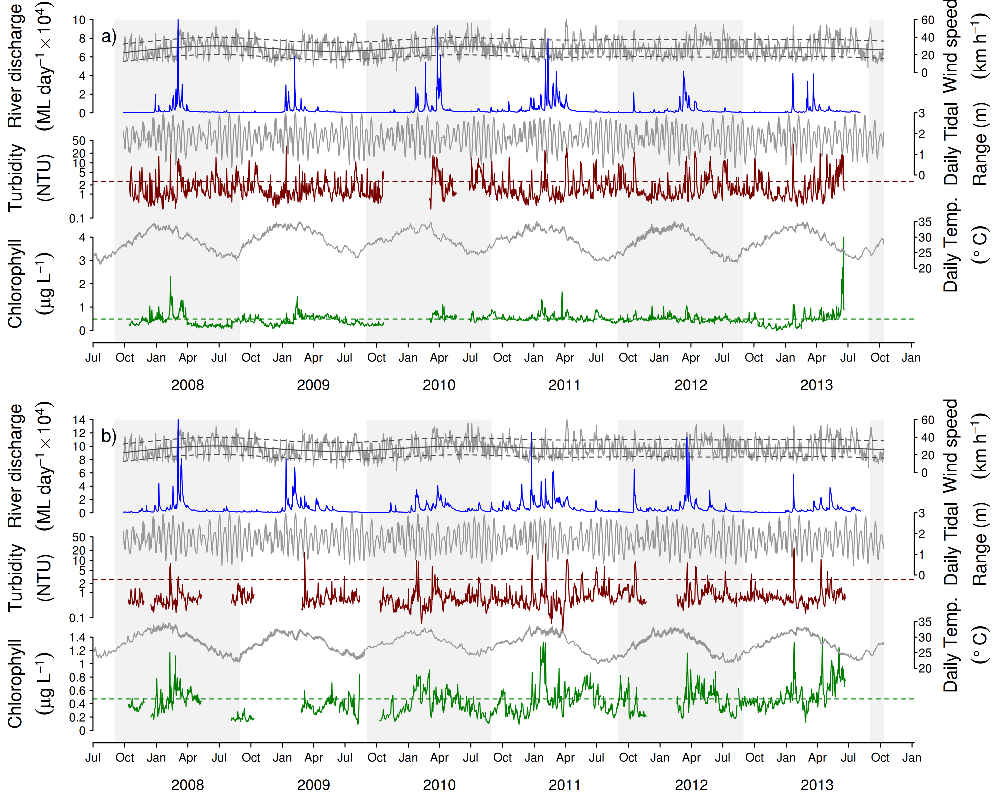 a)
River discharge
(ML day⁻¹ × 10⁴)
10
8
6
4
2
0
Wind speed
(km h⁻¹)
60
40
20
0
Daily Tidal
Range (m)
3
2
1
0
Turbidity
(NTU)
50
20
10
5
2
1
0.1
Daily Temp.
(° C)
35
30
25
20
Chlorophyll
(µg L⁻¹)
4
3
2
1
0
Jul Oct Jan Apr Jul Oct Jan Apr Jul Oct Jan Apr Jul Oct Jan Apr Jul Oct Jan Apr Jul Oct Jan Apr Jul Oct Jan
2008 2009 2010 2011 2012 2013
b)
River discharge
(ML day⁻¹ × 10⁴)
14
12
10
8
6
4
2
0
Wind speed
(km h⁻¹)
60
40
20
0
Daily Tidal
Range (m)
3
2
1
0
Turbidity
(NTU)
50
20
10
5
2
1
0.1
Daily Temp.
(° C)
35
30
25
20
Chlorophyll
(µg L⁻¹)
1.4
1.2
1
0.8
0.6
0.4
0.2
0
Jul Oct Jan Apr Jul Oct Jan Apr Jul Oct Jan Apr Jul Oct Jan Apr Jul Oct Jan Apr Jul Oct Jan Apr Jul Oct Jan
2008 2009 2010 2011 2012 2013